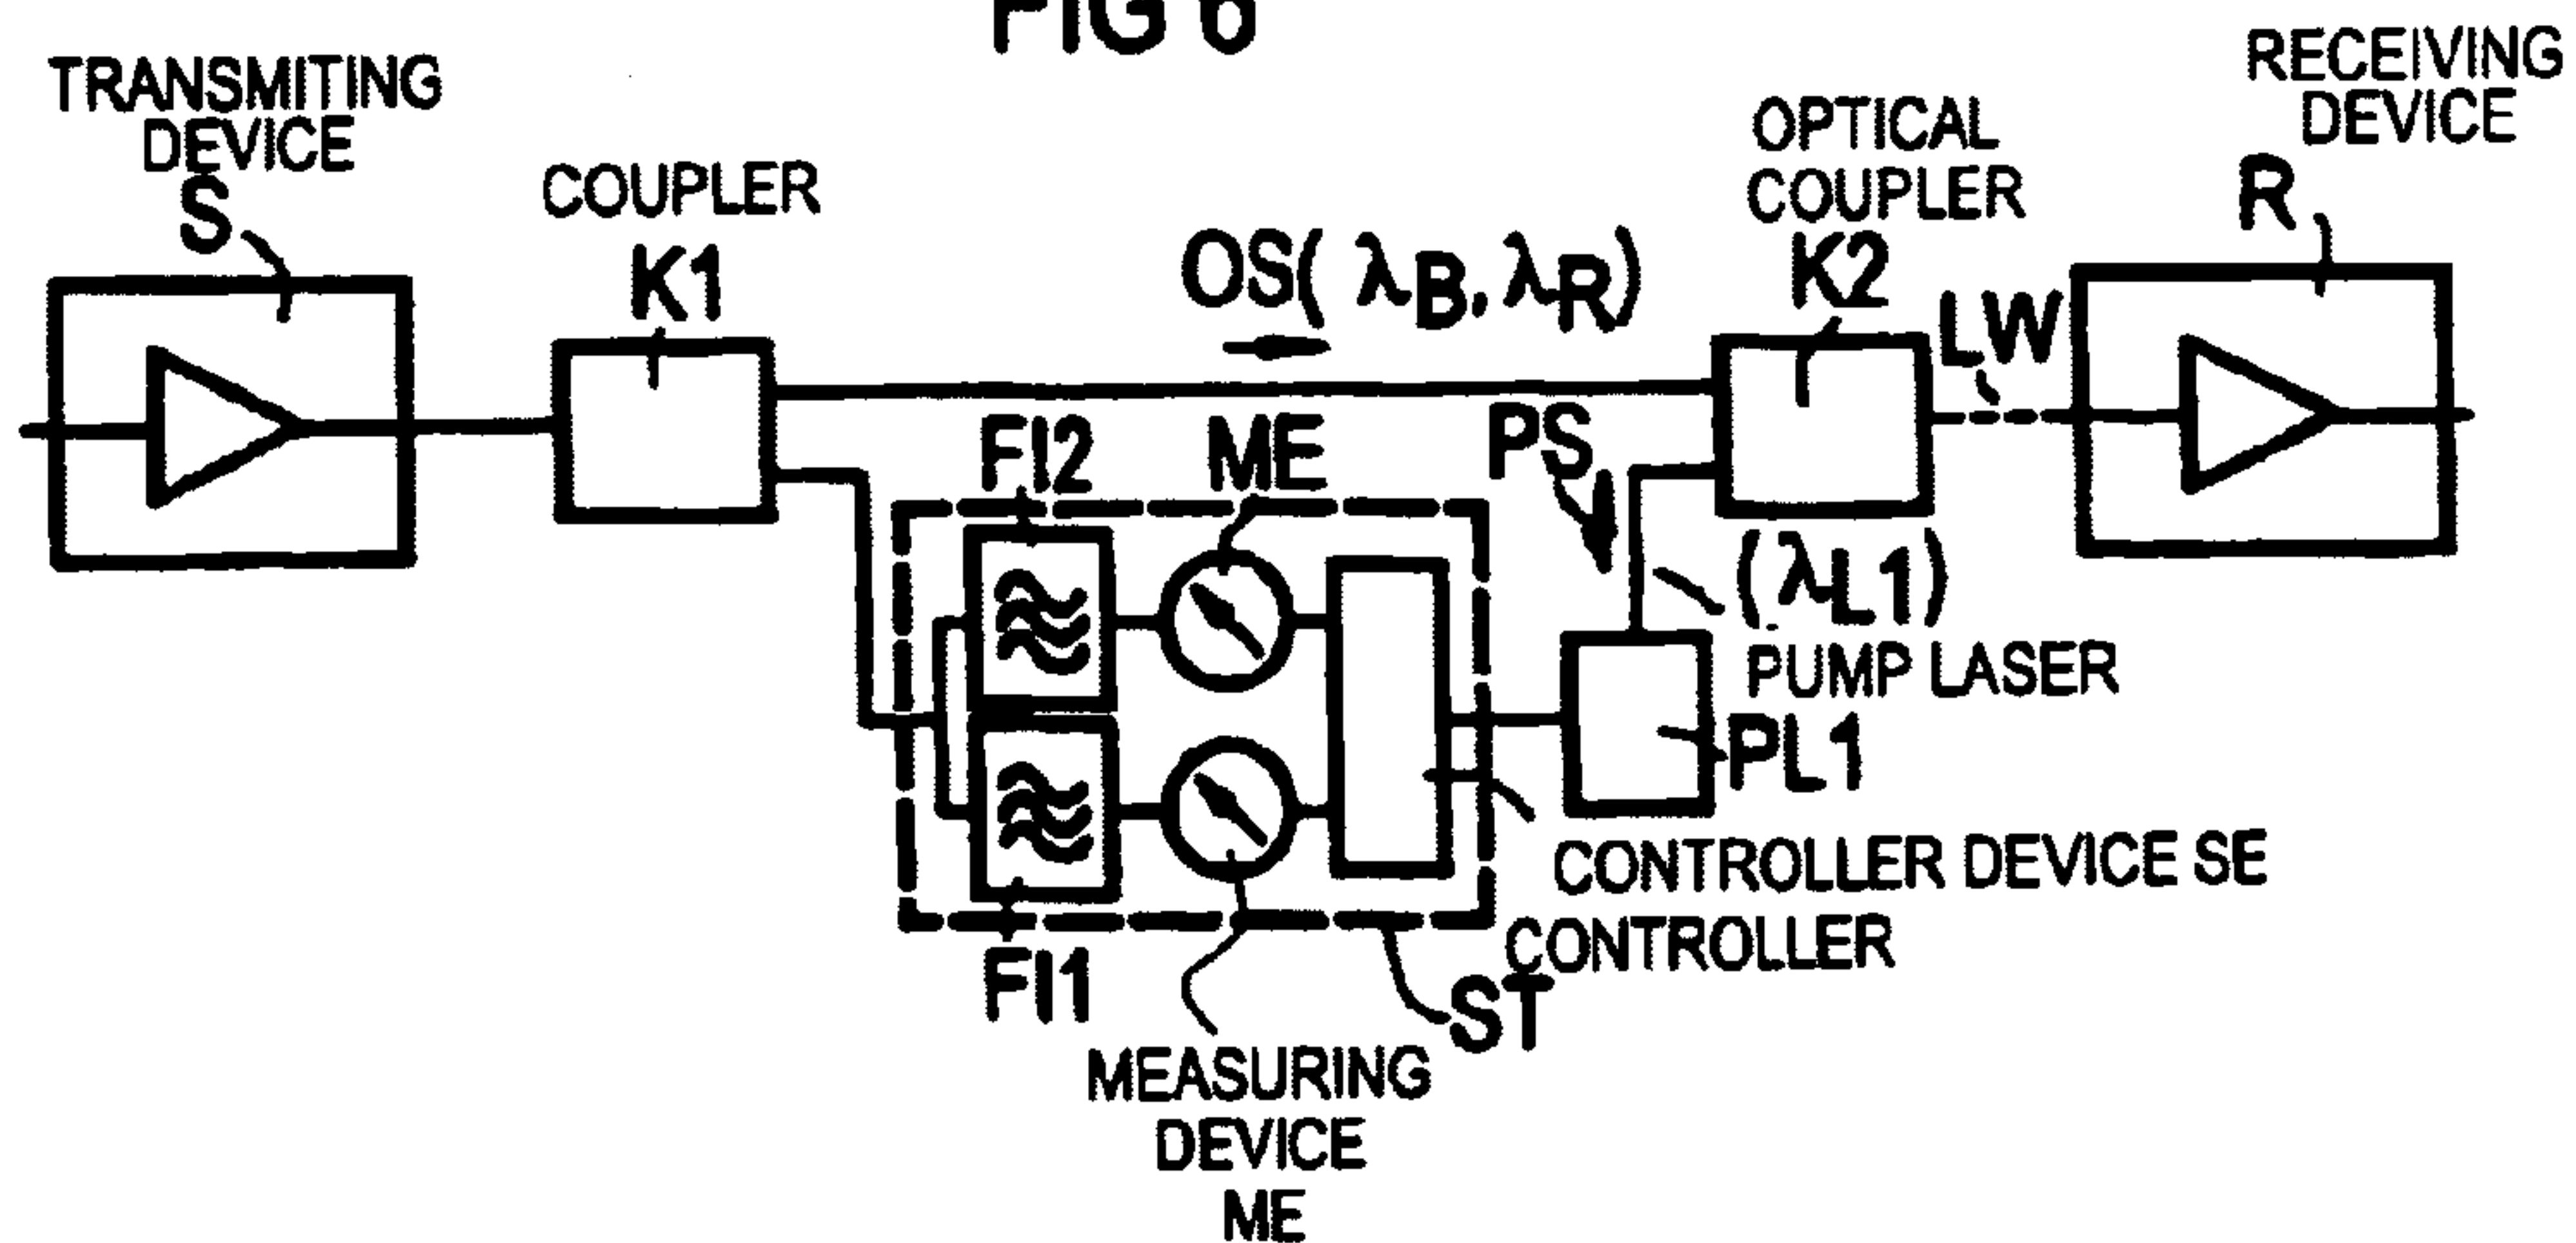 FIG 6
TRANSMITING
DEVICE
S
COUPLER
K1
OS( λB, λR)
OPTICAL
COUPLER
K2
LW
RECEIVING
DEVICE
R
FI2
ME
PS
(λL1)
PUMP LASER
PL1
CONTROLLER DEVICE SE
CONTROLLER
ST
FI1
MEASURING
DEVICE
ME